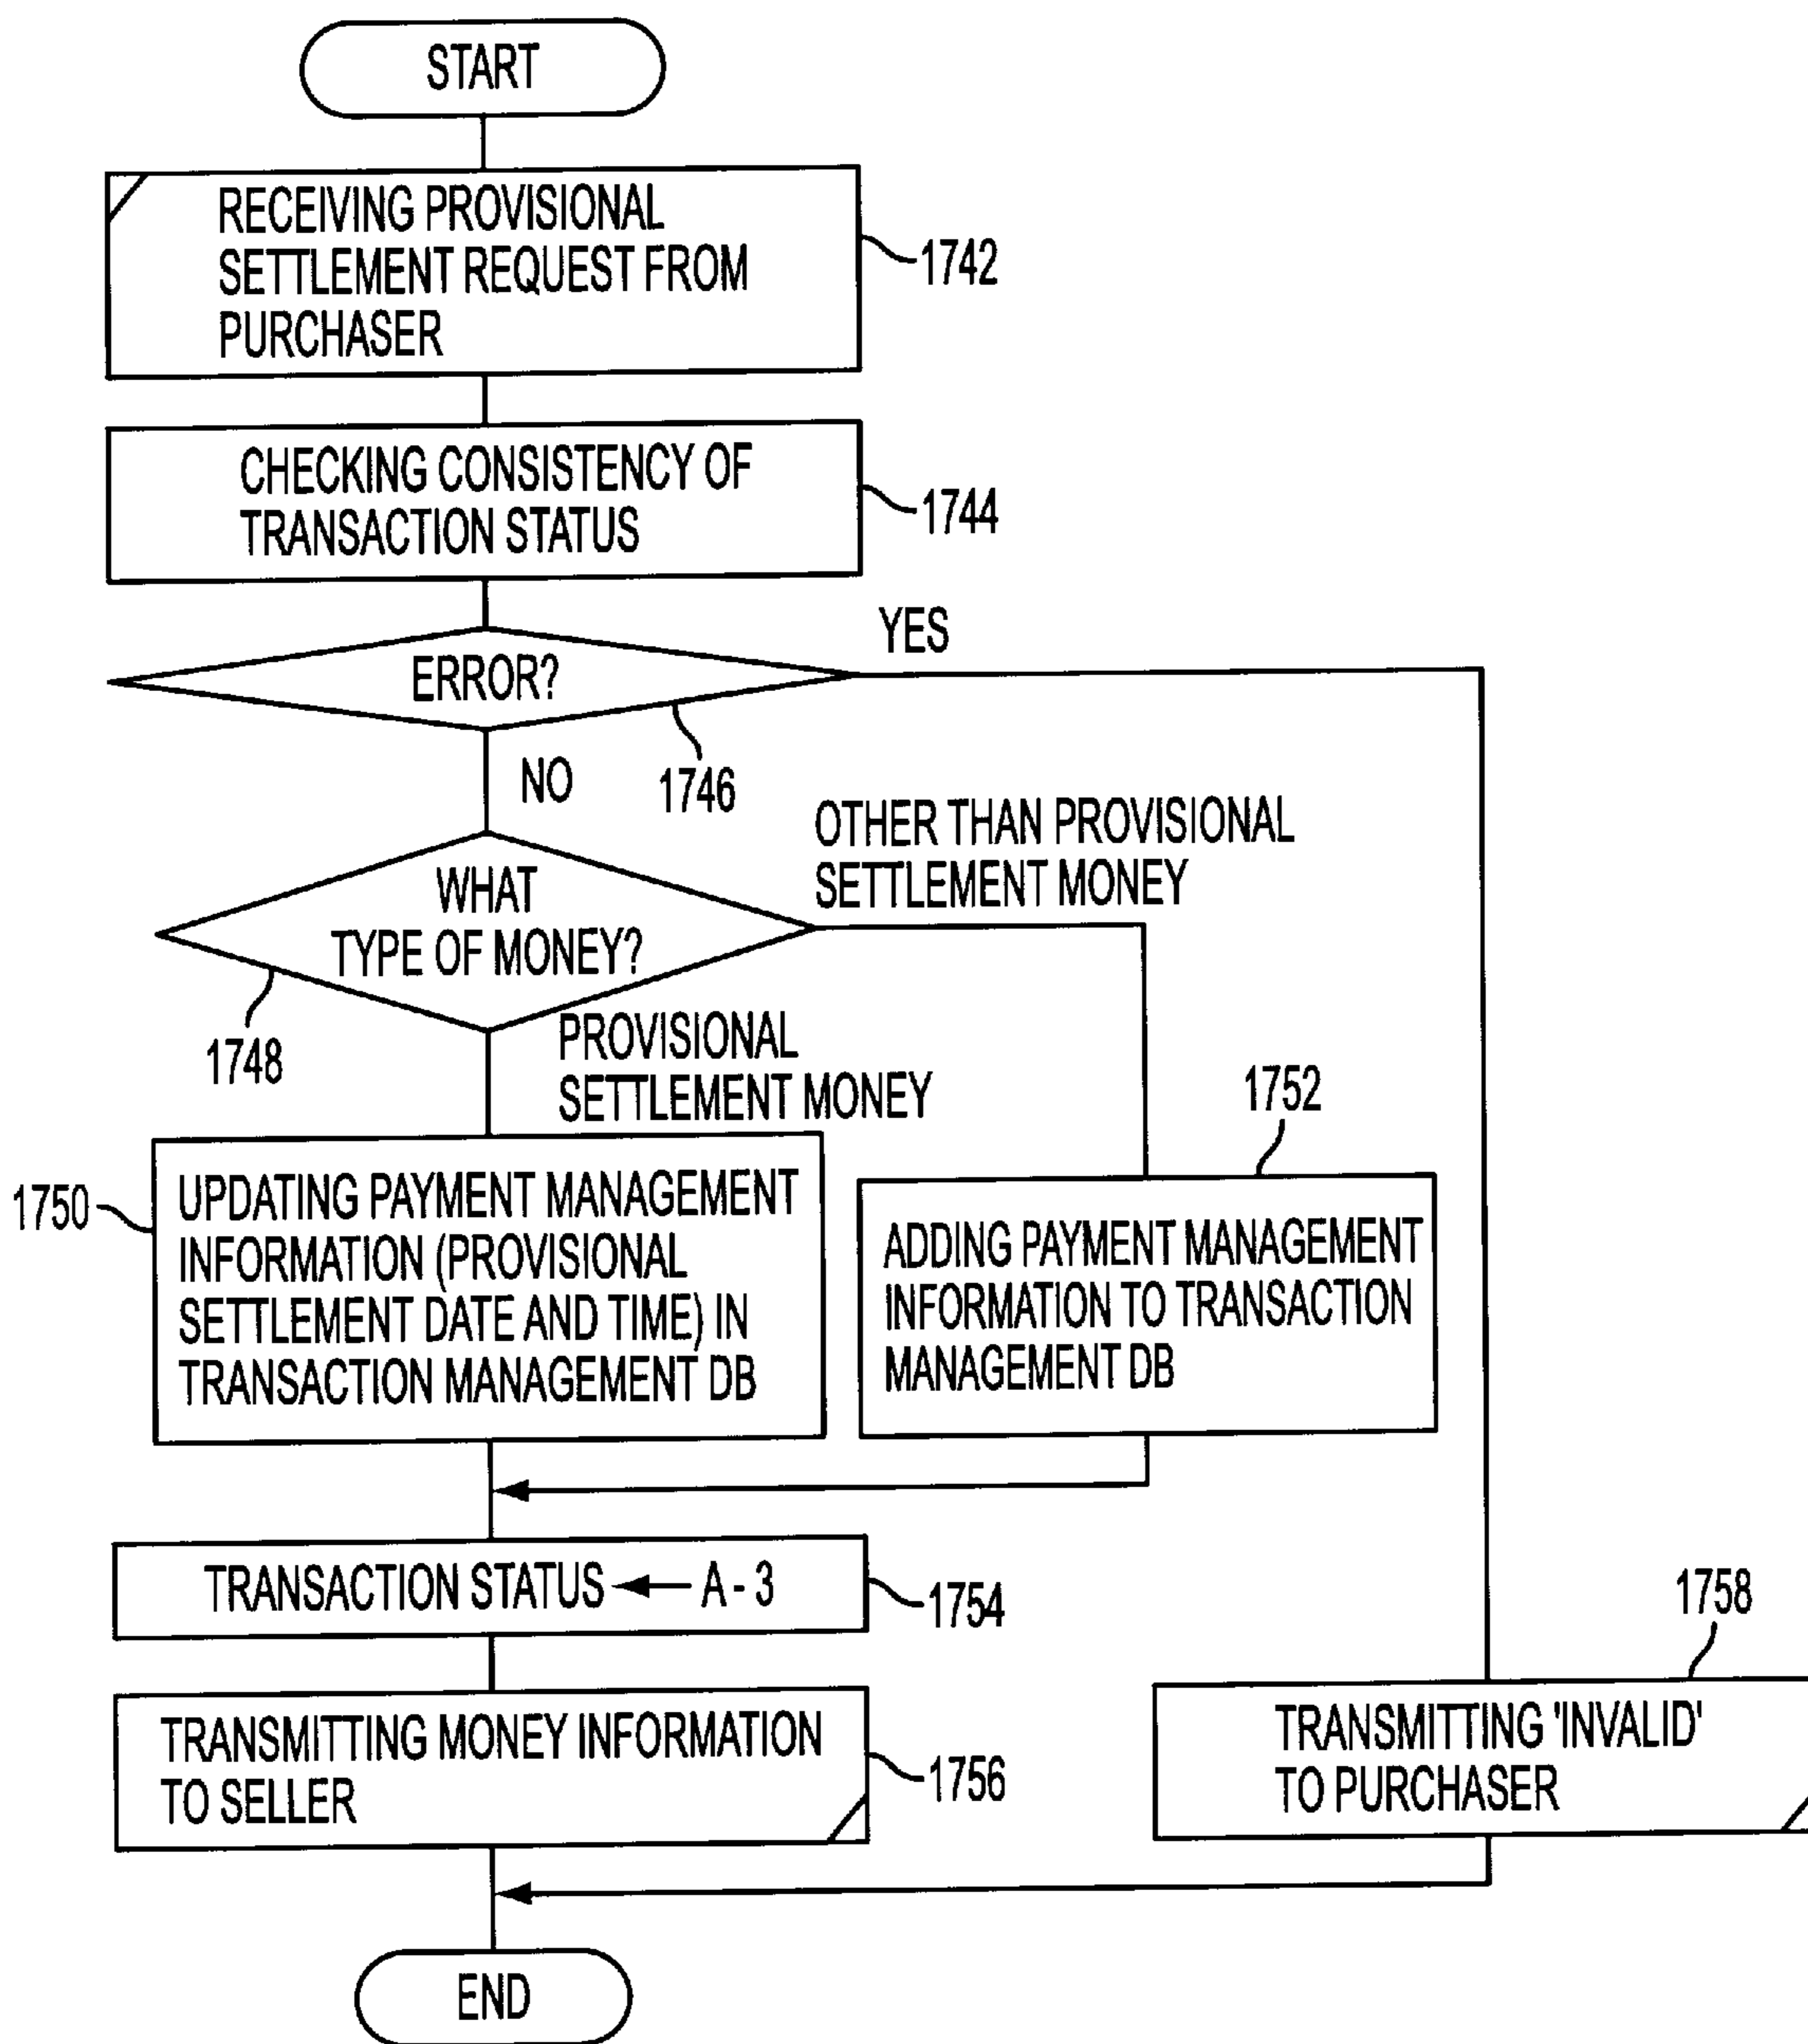 START
RECEIVING PROVISIONAL
SETTLEMENT REQUEST FROM
PURCHASER
1742
CHECKING CONSISTENCY OF
TRANSACTION STATUS
1744
YES
ERROR?
1746
NO
OTHER THAN PROVISIONAL
SETTLEMENT MONEY
WHAT
TYPE OF MONEY?
1748
PROVISIONAL
SETTLEMENT MONEY
1752
1750
UPDATING PAYMENT MANAGEMENT
INFORMATION (PROVISIONAL
SETTLEMENT DATE AND TIME) IN
TRANSACTION MANAGEMENT DB
ADDING PAYMENT MANAGEMENT
INFORMATION TO TRANSACTION
MANAGEMENT DB
TRANSACTION STATUS ← A - 3
1754
1758
TRANSMITTING MONEY INFORMATION
TO SELLER
1756
TRANSMITTING 'INVALID'
TO PURCHASER
END